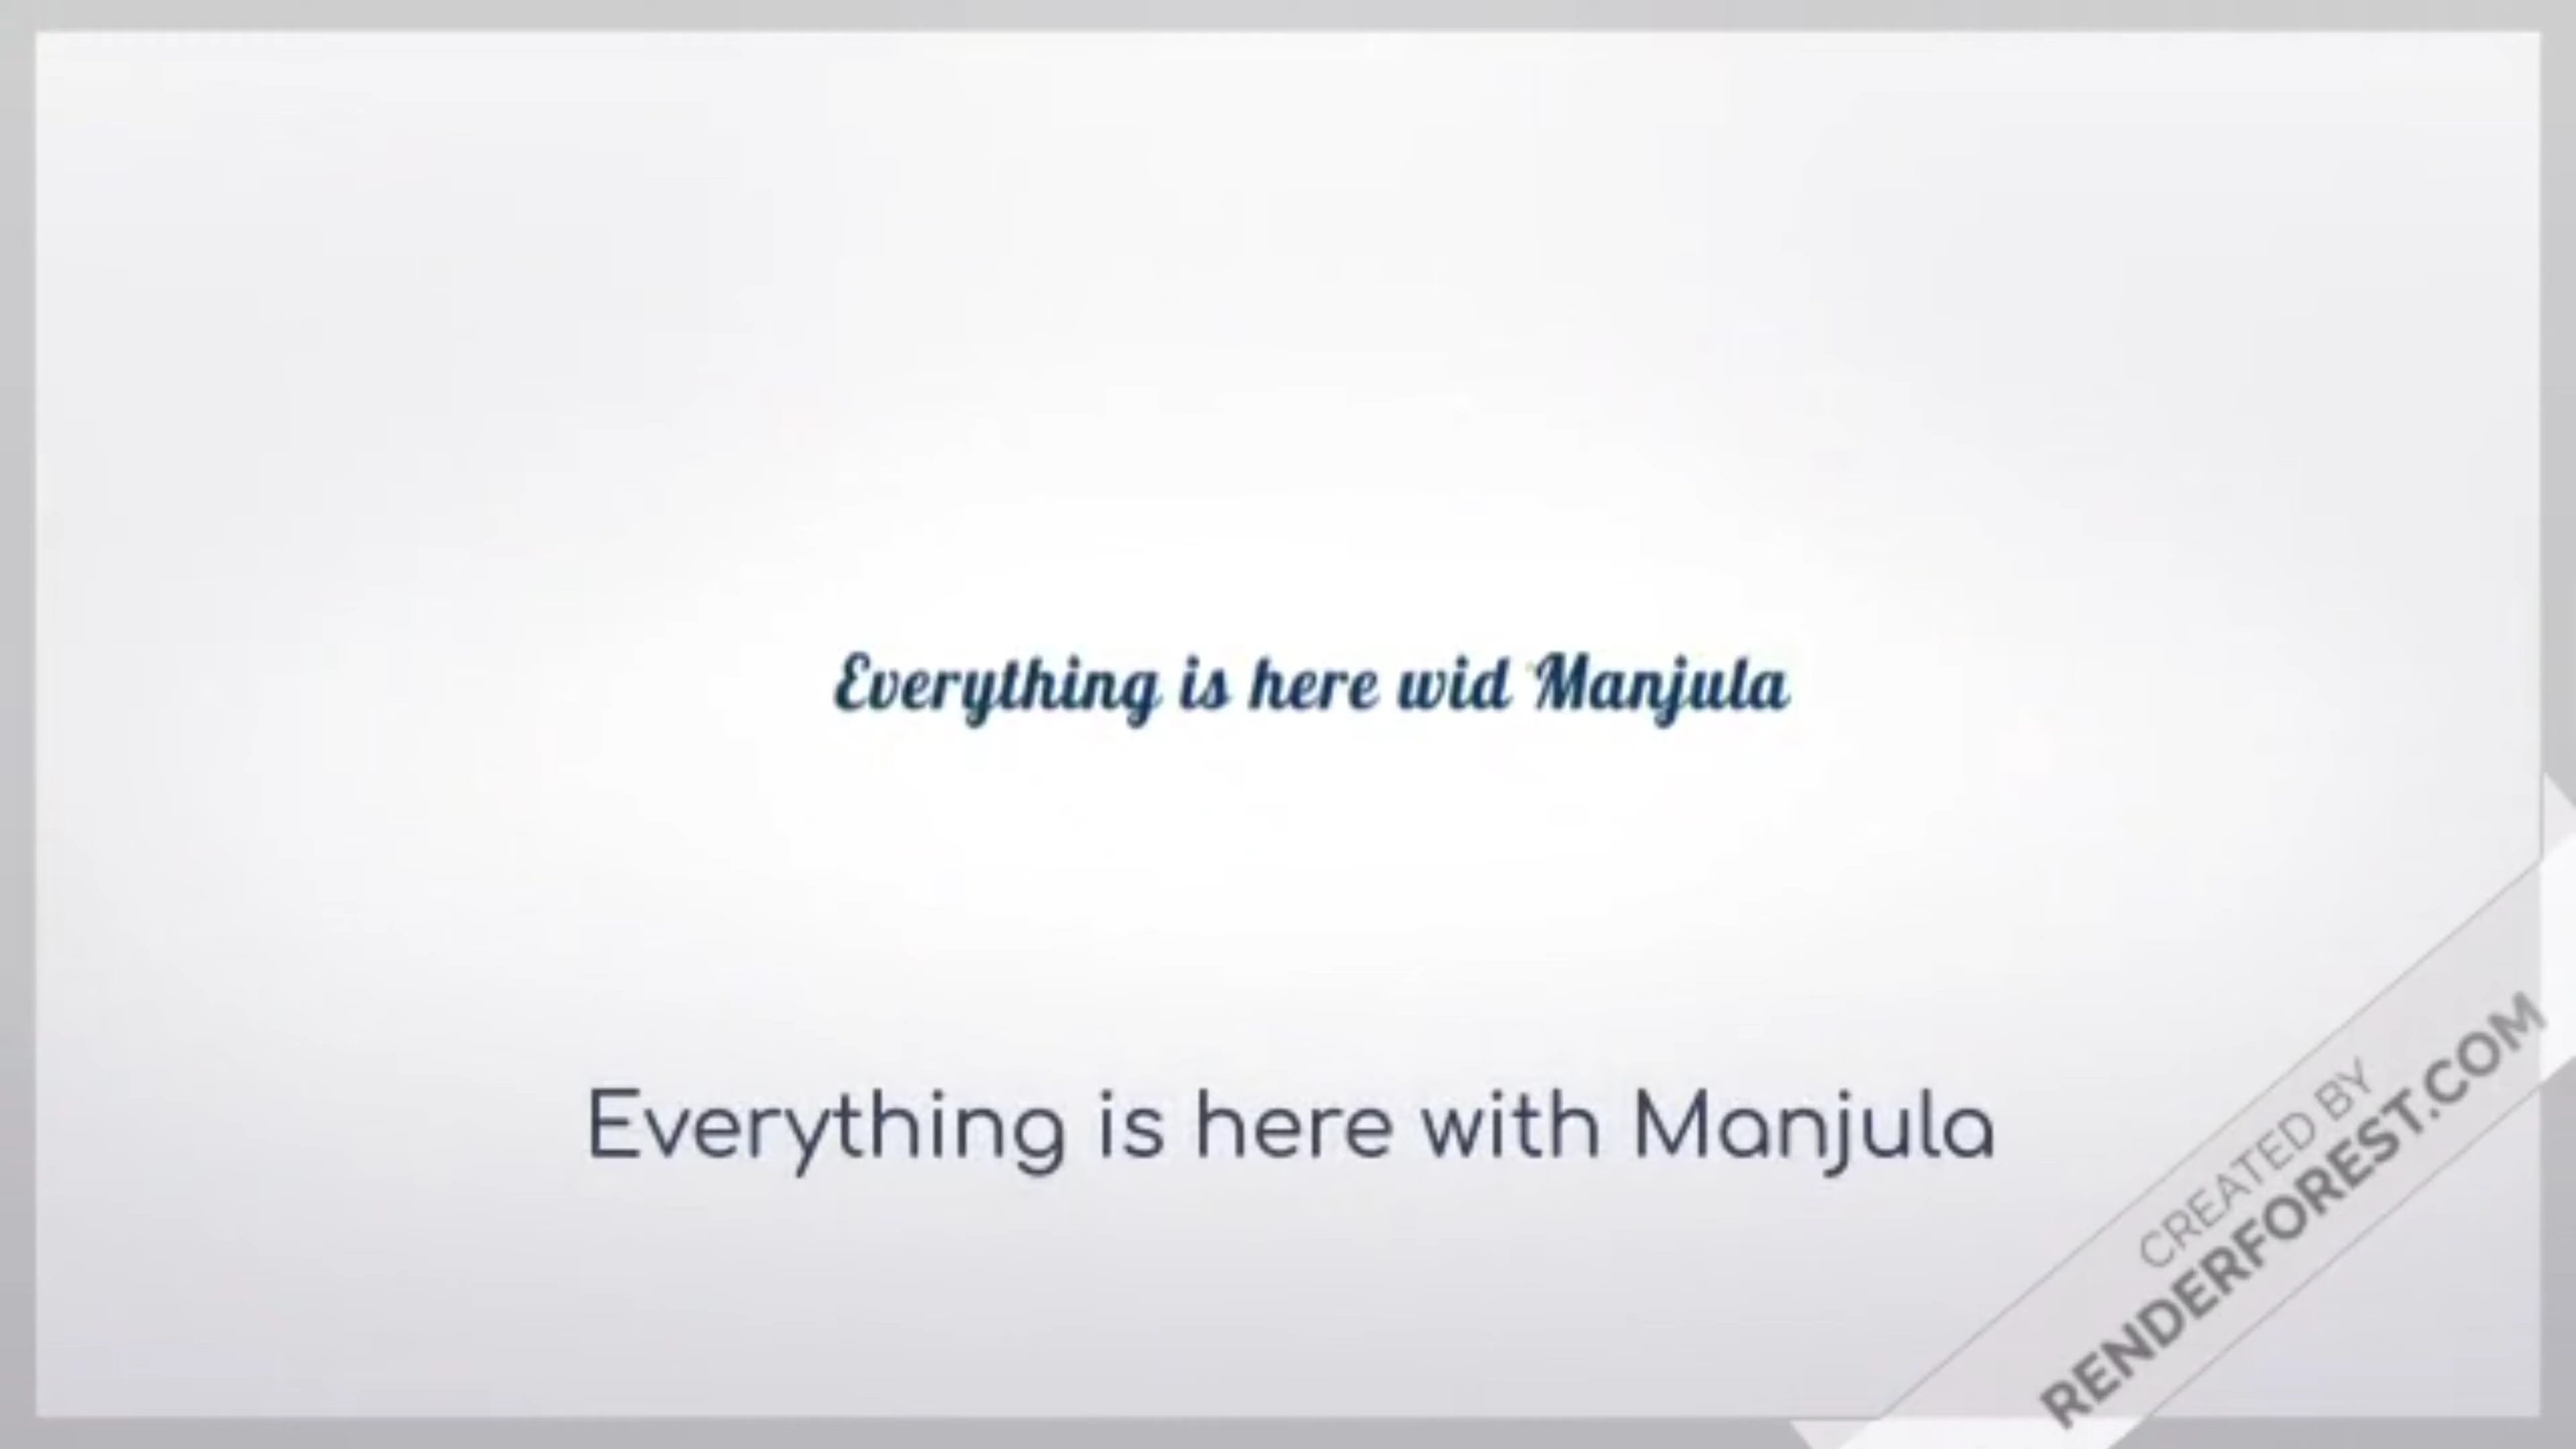 Everything is here wid Manjula
Everything is here with Manjula
CREATED BY
RENDERFOREST.COM